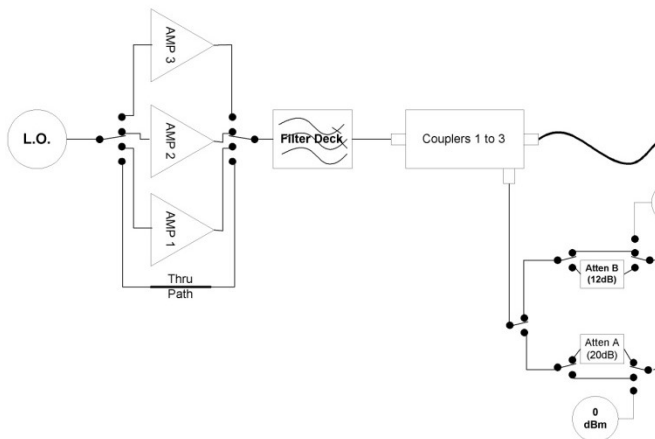 L.O.
AMP 3
AMP 2
AMP 1
Thru
Path
Filter Deck
Couplers 1 to 3
Atten B
(12dB)
Atten A
(20dB)
0
dBm